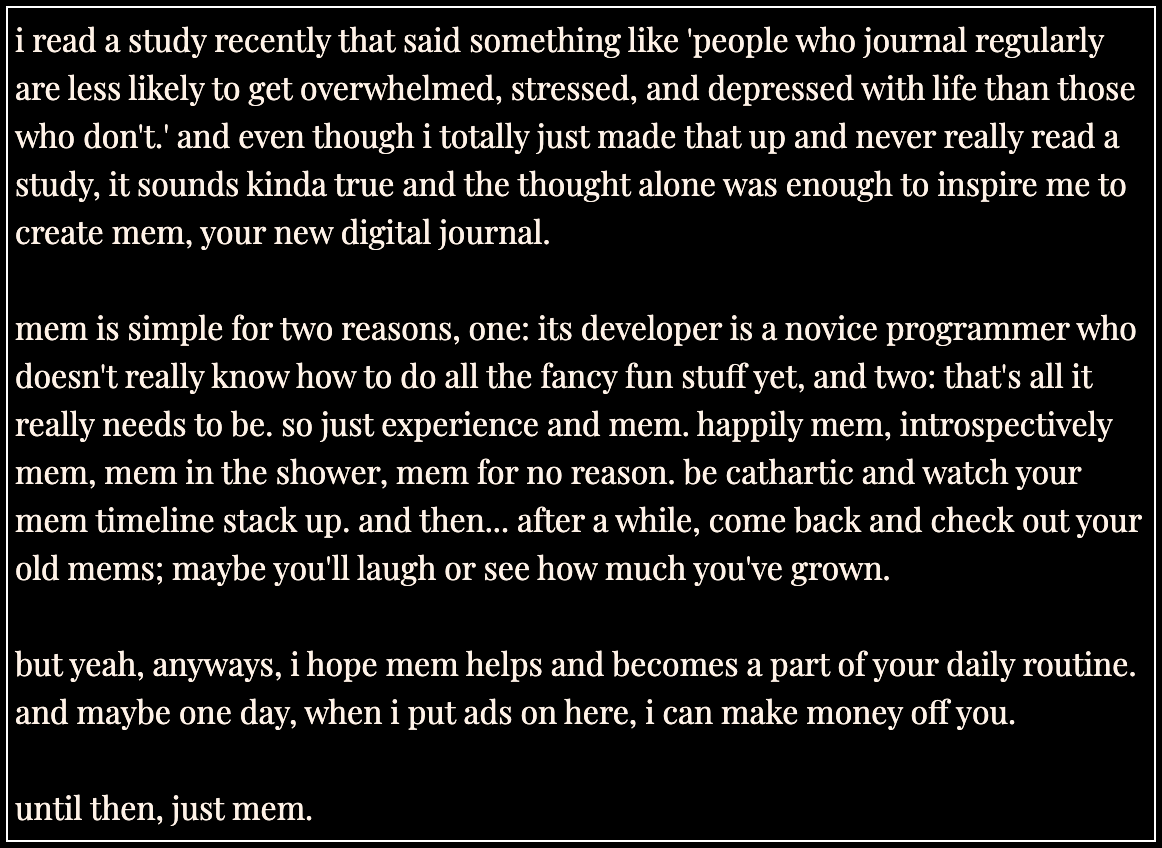 i read a study recently that said something like 'people who journal regularly
are less likely to get overwhelmed, stressed, and depressed with life than those
who don't.' and even though i totally just made that up and never really read a
study, it sounds kinda true and the thought alone was enough to inspire me to
create mem, your new digital journal.
mem is simple for two reasons, one: its developer is a novice programmer who
doesn't really know how to do all the fancy fun stuff yet, and two: that's all it
really needs to be. so just experience and mem. happily mem, introspectively
mem, mem in the shower, mem for no reason. be cathartic and watch your
mem timeline stack up. and then... after a while, come back and check out your
old mems; maybe you'll laugh or see how much you've grown.
but yeah, anyways, i hope mem helps and becomes a part of your daily routine.
and maybe one day, when i put ads on here, i can make money off you.
until then, just mem.